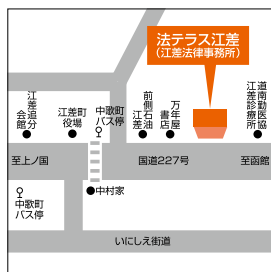 法テラス江差
(江差法律事務所)
江差追分
会館
江差町
役場
中歌町
バス停
前側石油
江差
万年屋
書店
道南勤医協
江差診療所
至上ノ国
国道227号
至函館
中村家
中歌町
バス停
いにしえ街道